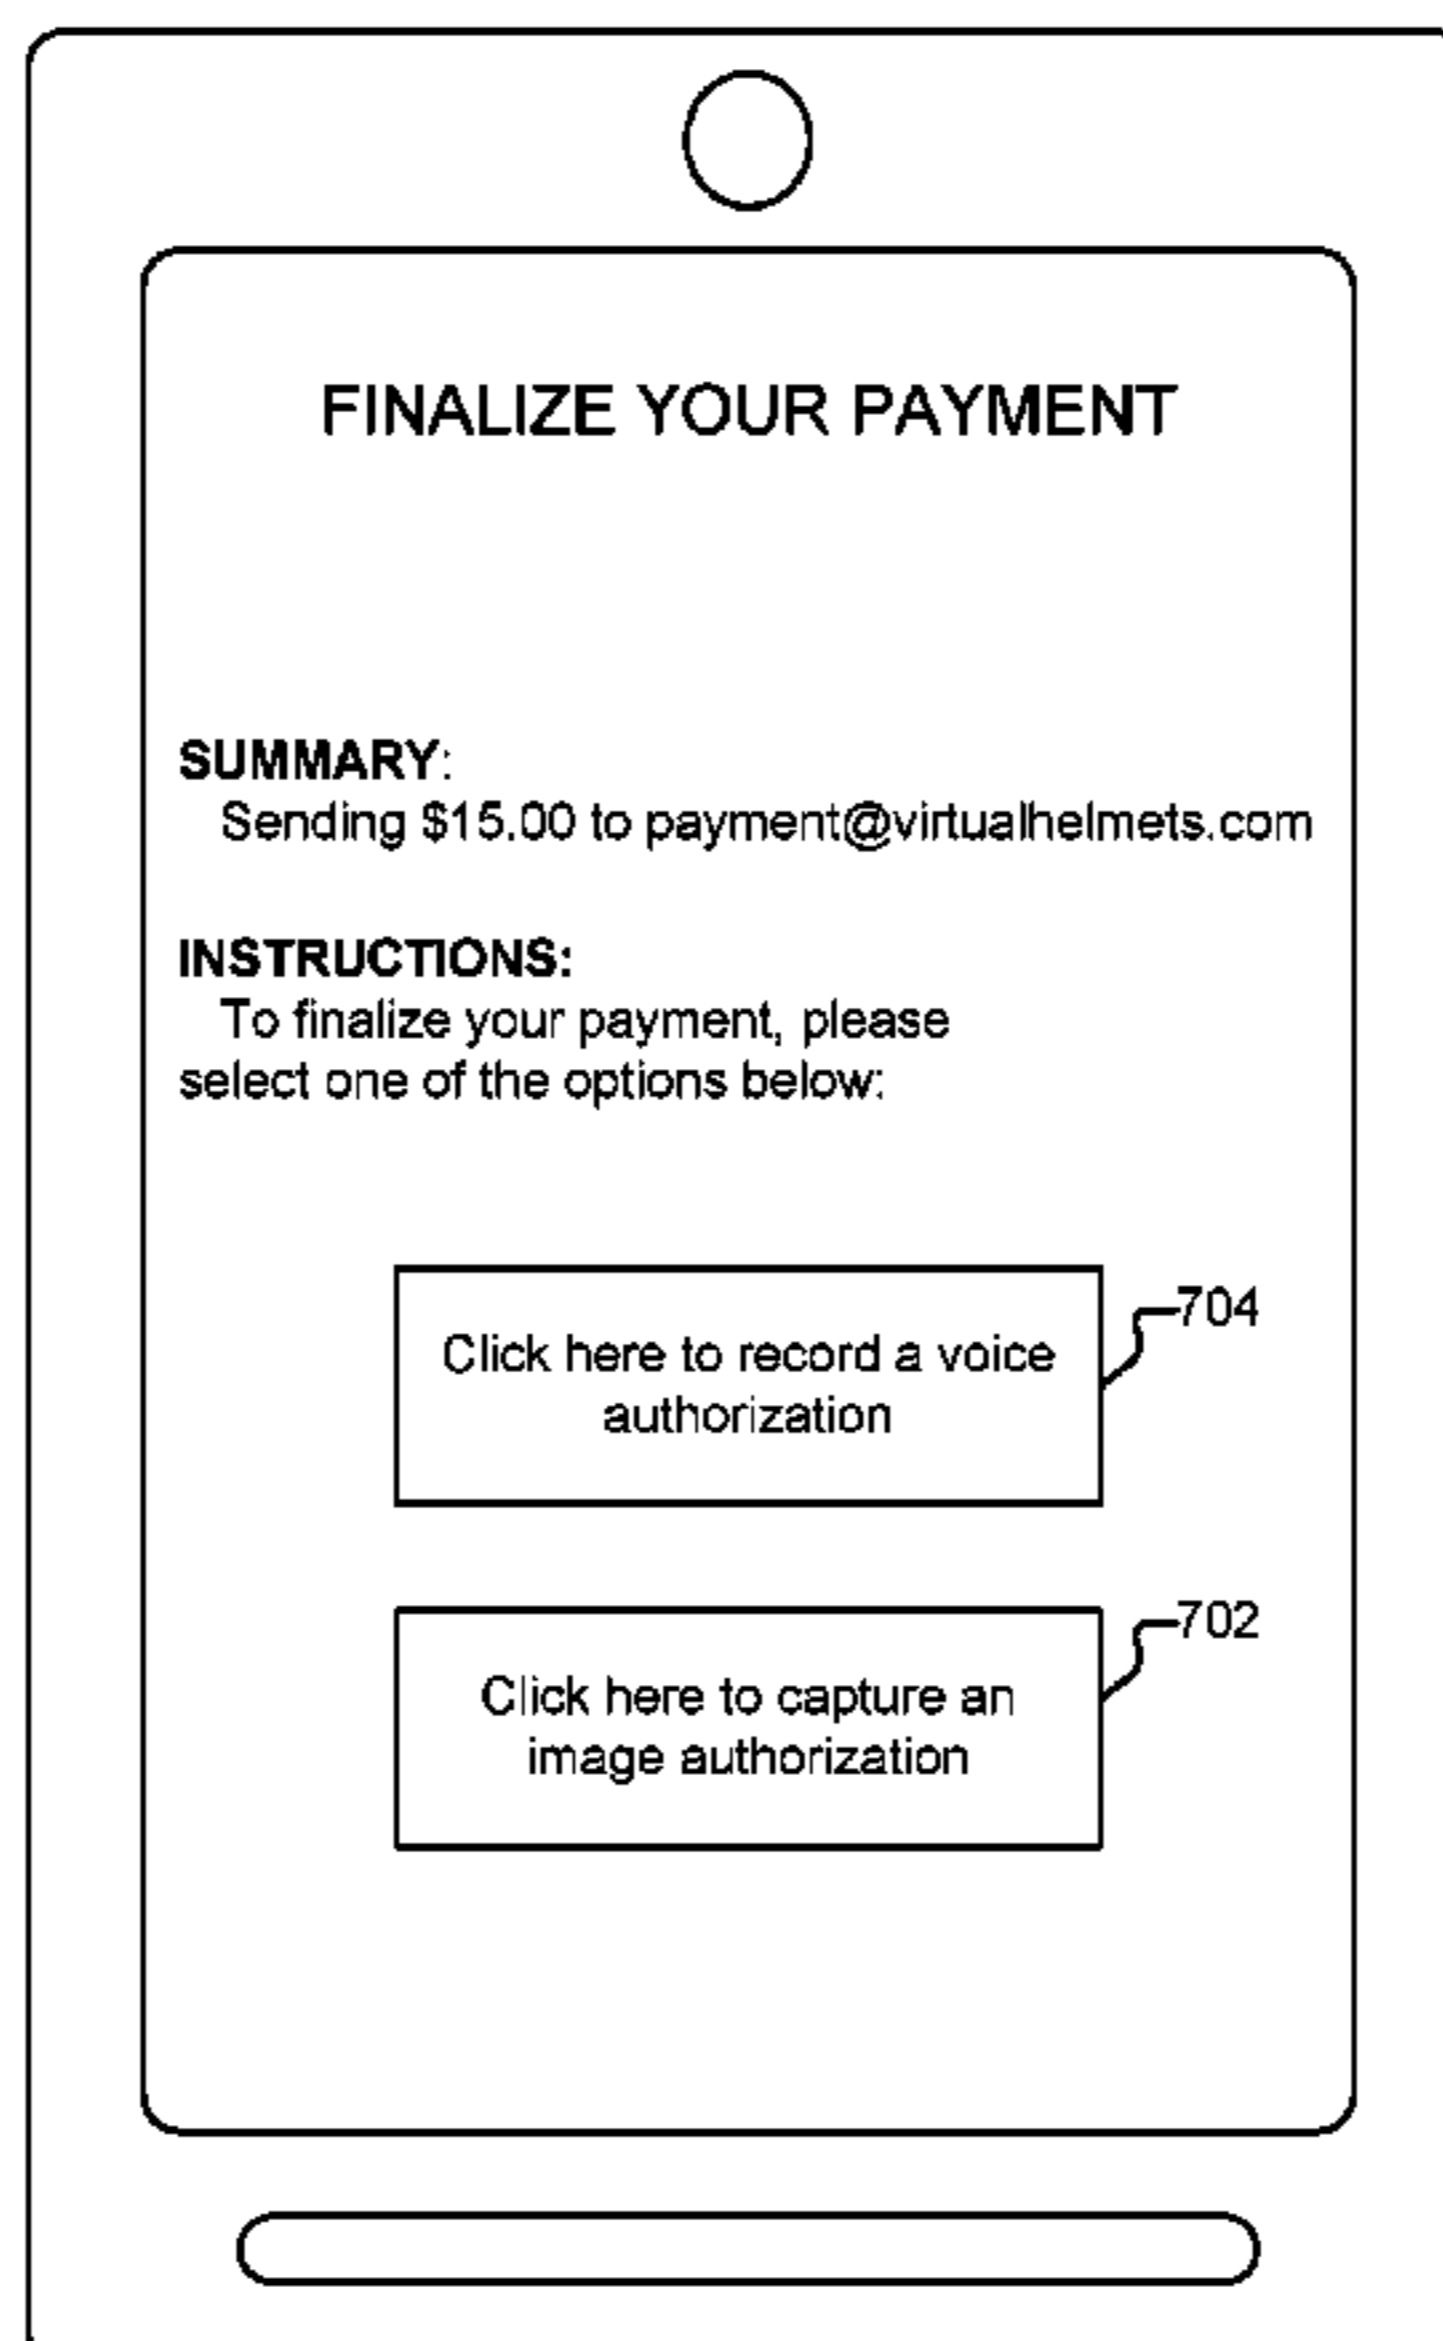 FINALIZE YOUR PAYMENT
SUMMARY:
Sending $15.00 to payment@virtualhelmets.com
INSTRUCTIONS:
To finalize your payment, please
select one of the options below:
704
Click here to record a voice
authorization
702
Click here to capture an
image authorization